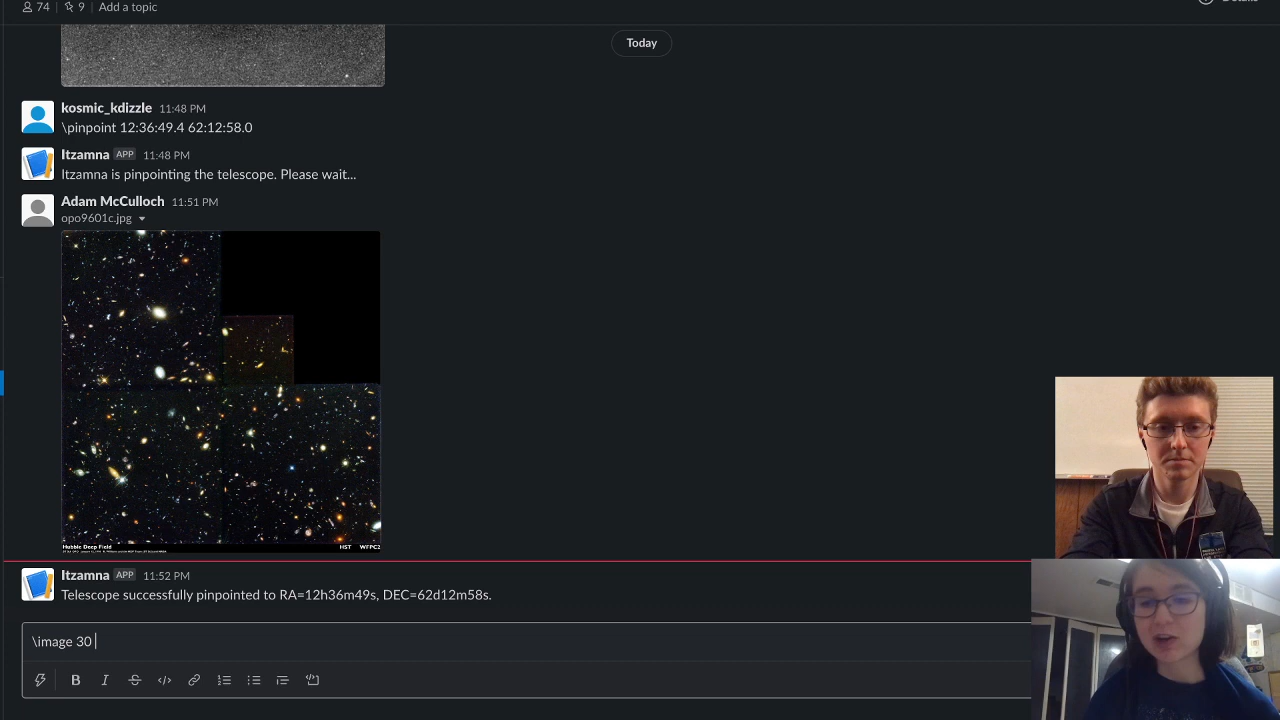 74 9 Add a topic
Today
kosmic_kdizzle 11:48 PM
\pinpoint 12:36:49.4 62:12:58.0
Itzamna APP 11:48 PM
Itzamna is pinpointing the telescope. Please wait...
Adam McCulloch 11:51 PM
opo9601c.jpg
Hubble Deep Field
HST WFPC2
Itzamna APP 11:52 PM
Telescope successfully pinpointed to RA=12h36m49s, DEC=62d12m58s.
\image 30
B I S </>